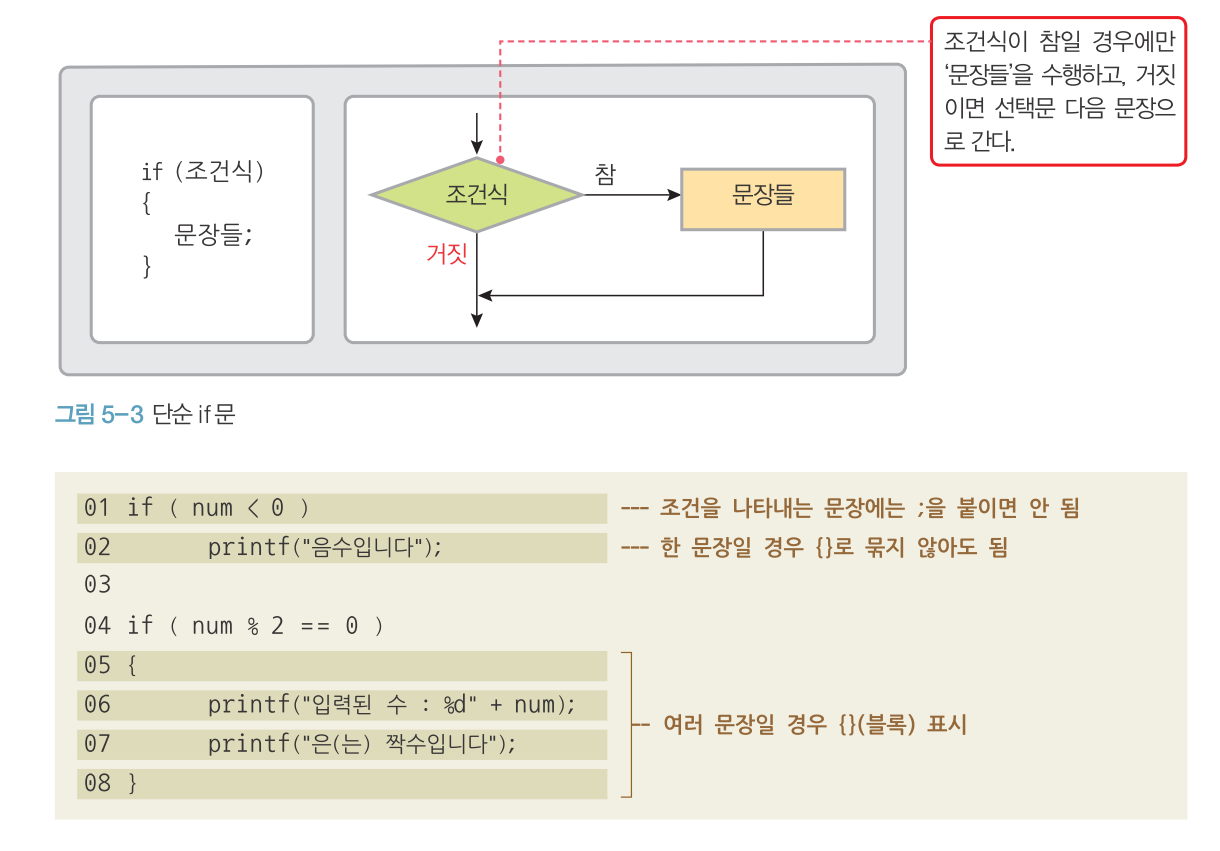 조건식이 참일 경우에만
‘문장들’을 수행하고, 거짓
이면 선택문 다음 문장으
로 간다.
if (조건식)
{
문장들;
}
조건식
참
문장들
거짓
그림 5-3 단순 if 문
01 if ( num < 0 ) --- 조건을 나타내는 문장에는 ;을 붙이면 안 됨
02 printf("음수입니다"); --- 한 문장일 경우 {}로 묶지 않아도 됨
03
04 if ( num % 2 == 0 )
05 {
06 printf("입력된 수 : %d" + num);
-- 여러 문장일 경우 {}(블록) 표시
07 printf("은(는) 짝수입니다");
08 }